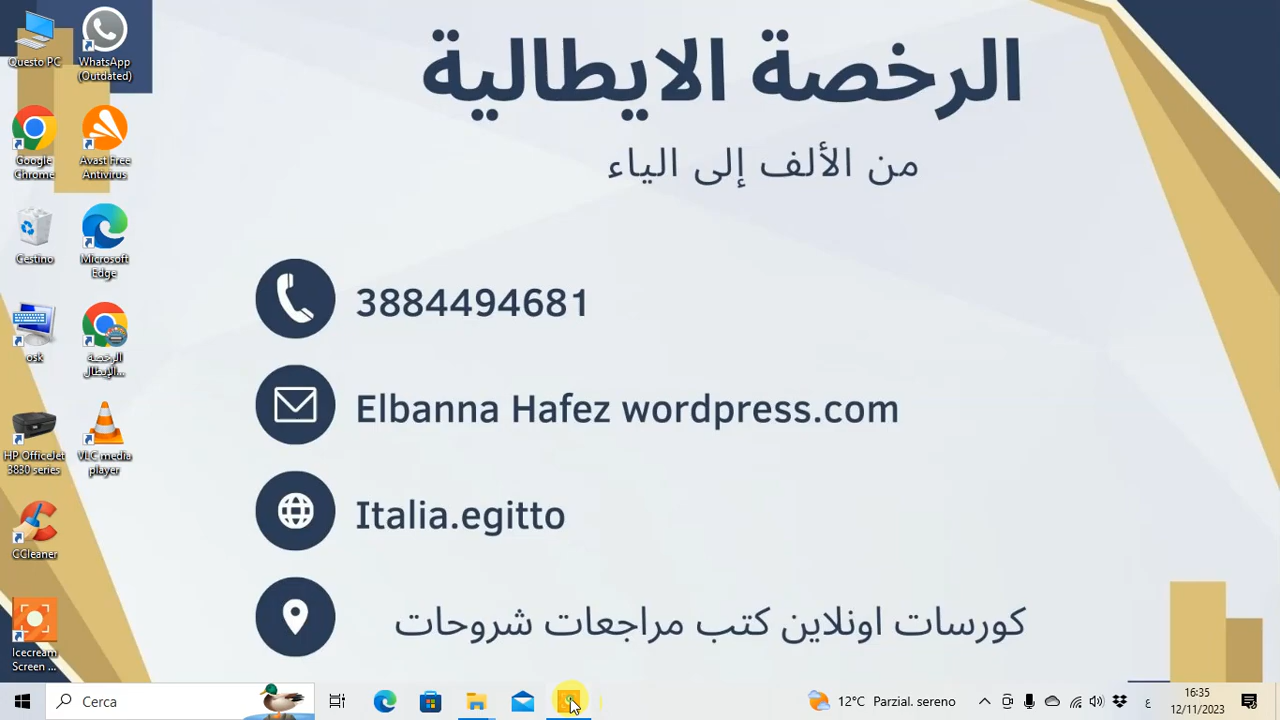 Questo PC
WhatsApp
(Outdated)
Google
Chrome
Avast Free
Antivirus
Cestino
Microsoft
Edge
osk
الرخصة
الإيطال...
HP OfficeJet
3830 series
VLC media
player
CCleaner
Icecream
Screen ...
الرخصة الايطالية
من الألف إلى الياء
3884494681
Elbanna Hafez wordpress.com
Italia.egitto
كورسات اونلاين كتب مراجعات شروحات
Cerca
12°C Parzial. sereno
ع
16:35
12/11/2023